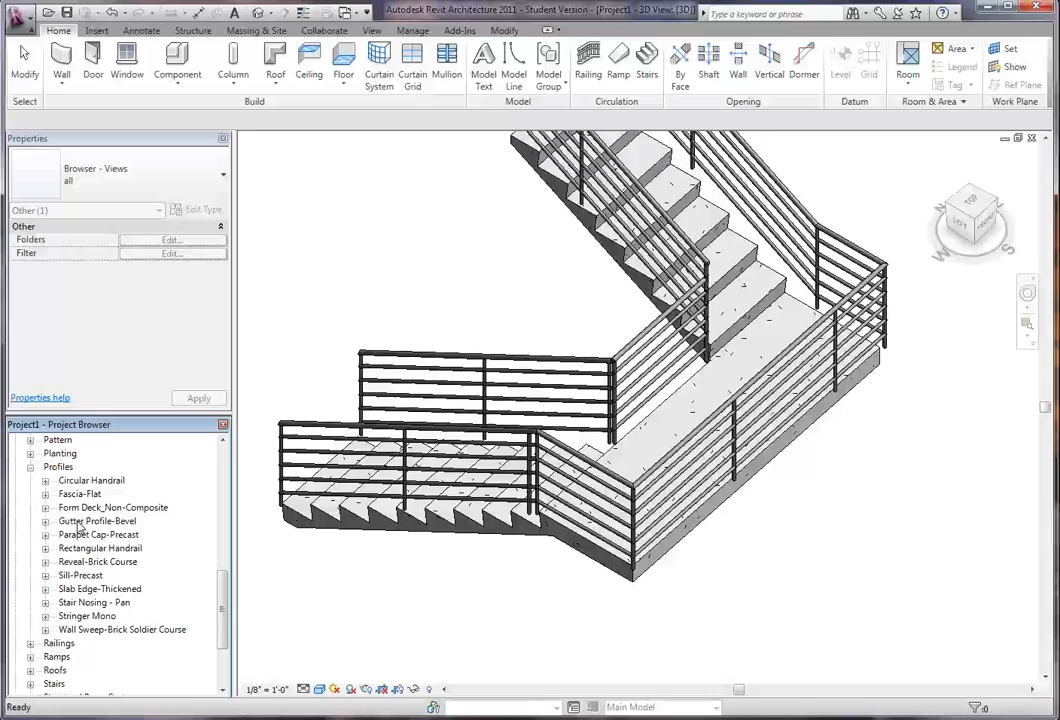 Autodesk Revit Architecture 2011 - Student Version - [Project1 - 3D View: {3D}]
Type a keyword or phrase
Home Insert Annotate Structure Massing & Site Collaborate View Manage Add-Ins Modify
Modify Wall Door Window Component Column Roof Ceiling Floor Curtain System Curtain Grid Mullion Model Text Model Line Model Group Railing Ramp Stairs By Face Shaft Wall Vertical Dormer Level Grid Room Area Legend Tag Set Show Ref Plane
Select Build Model Circulation Opening Datum Room & Area Work Plane
Properties
Browser - Views
all
Other (1) Edit Type
Other
Folders Edit...
Filter Edit...
Properties help Apply
Project1 - Project Browser
Pattern
Planting
Profiles
Circular Handrail
Fascia-Flat
Form Deck_Non-Composite
Gutter Profile-Bevel
Parapet Cap-Precast
Rectangular Handrail
Reveal-Brick Course
Sill-Precast
Slab Edge-Thickened
Stair Nosing - Pan
Stringer Mono
Wall Sweep-Brick Soldier Course
Railings
Ramps
Roofs
Stairs
TOP
LEFT
FRONT
S
1/8" = 1'-0"
Ready
Main Model
:0